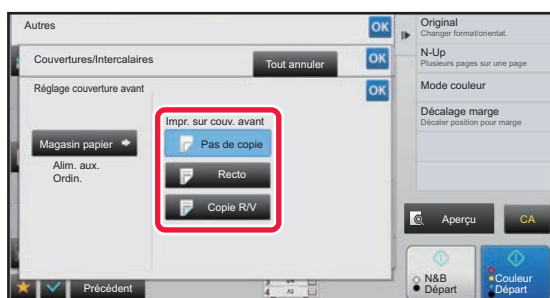 Autres
OK
Couvertures/Intercalaires
Tout annuler
OK
Réglage couverture avant
OK
Impr. sur couv. avant
Magasin papier
Alim. aux.
Ordin.
Pas de copie
Recto
Copie R/V
Précédent
A3
Original
Changer format/orientat.
N-Up
Plusieurs pages sur une page
Mode couleur
Décalage marge
Décaler position pour marge
Aperçu
CA
N&B
Départ
Couleur
Départ